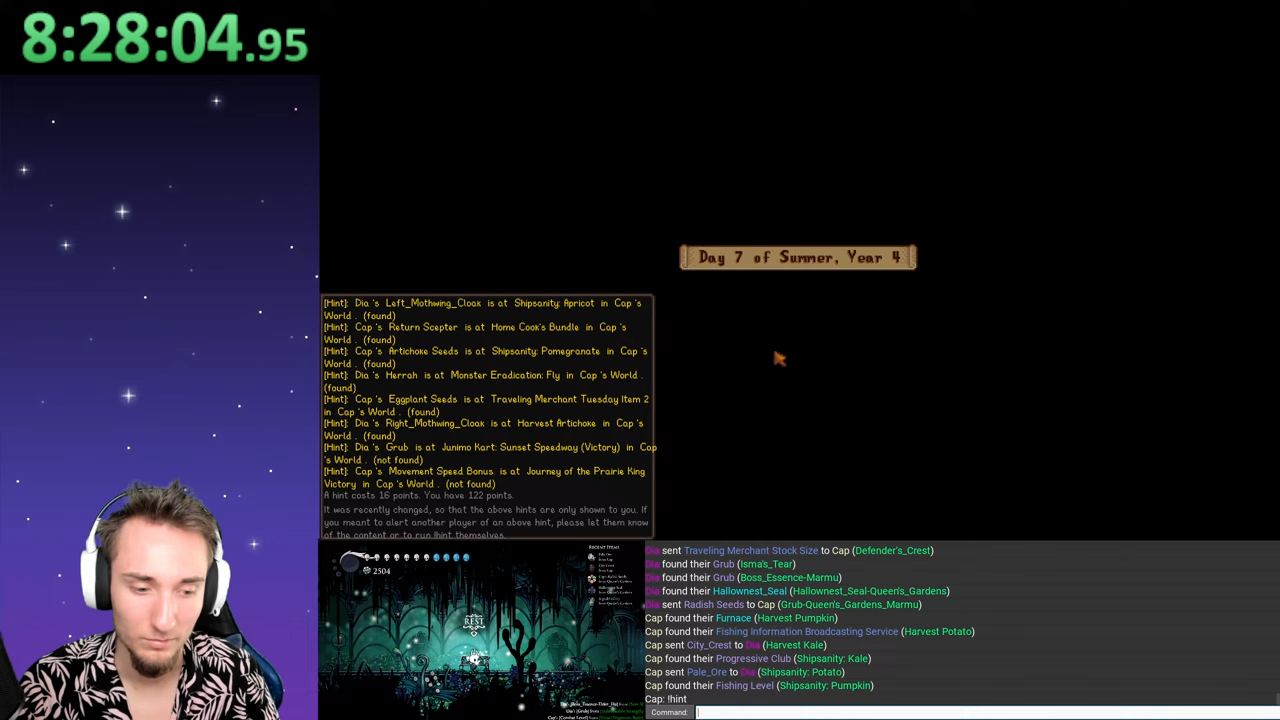 8:28:04.95
Day 7 of Summer, Year 4
[Hint]: Dia 's Left_Mothwing_Cloak is at Shipsanity: Apricot in Cap 's
World . (found)
[Hint]: Cap 's Return Scepter is at Home Cook's Bundle in Cap 's
World . (found)
[Hint]: Cap 's Artichoke Seeds is at Shipsanity: Pomegranate in Cap 's
World . (found)
[Hint]: Dia 's Herrah is at Monster Eradication: Fly in Cap 's World .
(found)
[Hint]: Cap 's Eggplant Seeds is at Traveling Merchant Tuesday Item 2
in Cap 's World . (found)
[Hint]: Dia 's Right_Mothwing_Cloak is at Harvest Artichoke in Cap 's
World . (found)
[Hint]: Dia 's Grub is at Junimo Kart: Sunset Speedway (Victory) in Cap
's World . (not found)
[Hint]: Cap 's Movement Speed Bonus is at Journey of the Prairie King
Victory in Cap 's World . (not found)
A hint costs 16 points. You have 122 points.
It was recently changed, so that the above hints are only shown to you. If
you meant to alert another player of an above hint, please let them know
of the content or to run !hint themselves.
2504
RECENT ITEMS
REST
Dia sent Traveling Merchant Stock Size to Cap (Defender's_Crest)
Dia found their Grub (Isma's_Tear)
Dia found their Grub (Boss_Essence-Marmu)
Dia found their Hallownest_Seal (Hallownest_Seal-Queen's_Gardens)
Dia sent Radish Seeds to Cap (Grub-Queen's_Gardens_Marmu)
Cap found their Furnace (Harvest Pumpkin)
Cap found their Fishing Information Broadcasting Service (Harvest Potato)
Cap sent City_Crest to Dia (Harvest Kale)
Cap found their Progressive Club (Shipsanity: Kale)
Cap sent Pale_Ore to Dia (Shipsanity: Potato)
Cap found their Fishing Level (Shipsanity: Pumpkin)
Cap: !hint
Command: